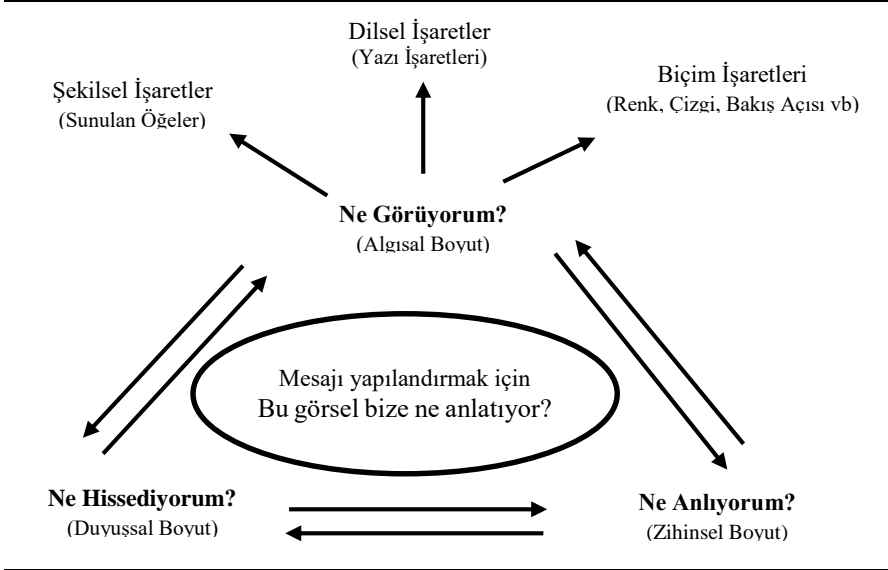 Dilsel İşaretler
(Yazı İşaretleri)
Şekilsel İşaretler
(Sunulan Öğeler)
Biçim İşaretleri
(Renk, Çizgi, Bakış Açısı vb)
Ne Görüyorum?
(Algısal Boyut)
Mesajı yapılandırmak için
Bu görsel bize ne anlatıyor?
Ne Hissediyorum?
(Duyuşsal Boyut)
Ne Anlıyorum?
(Zihinsel Boyut)